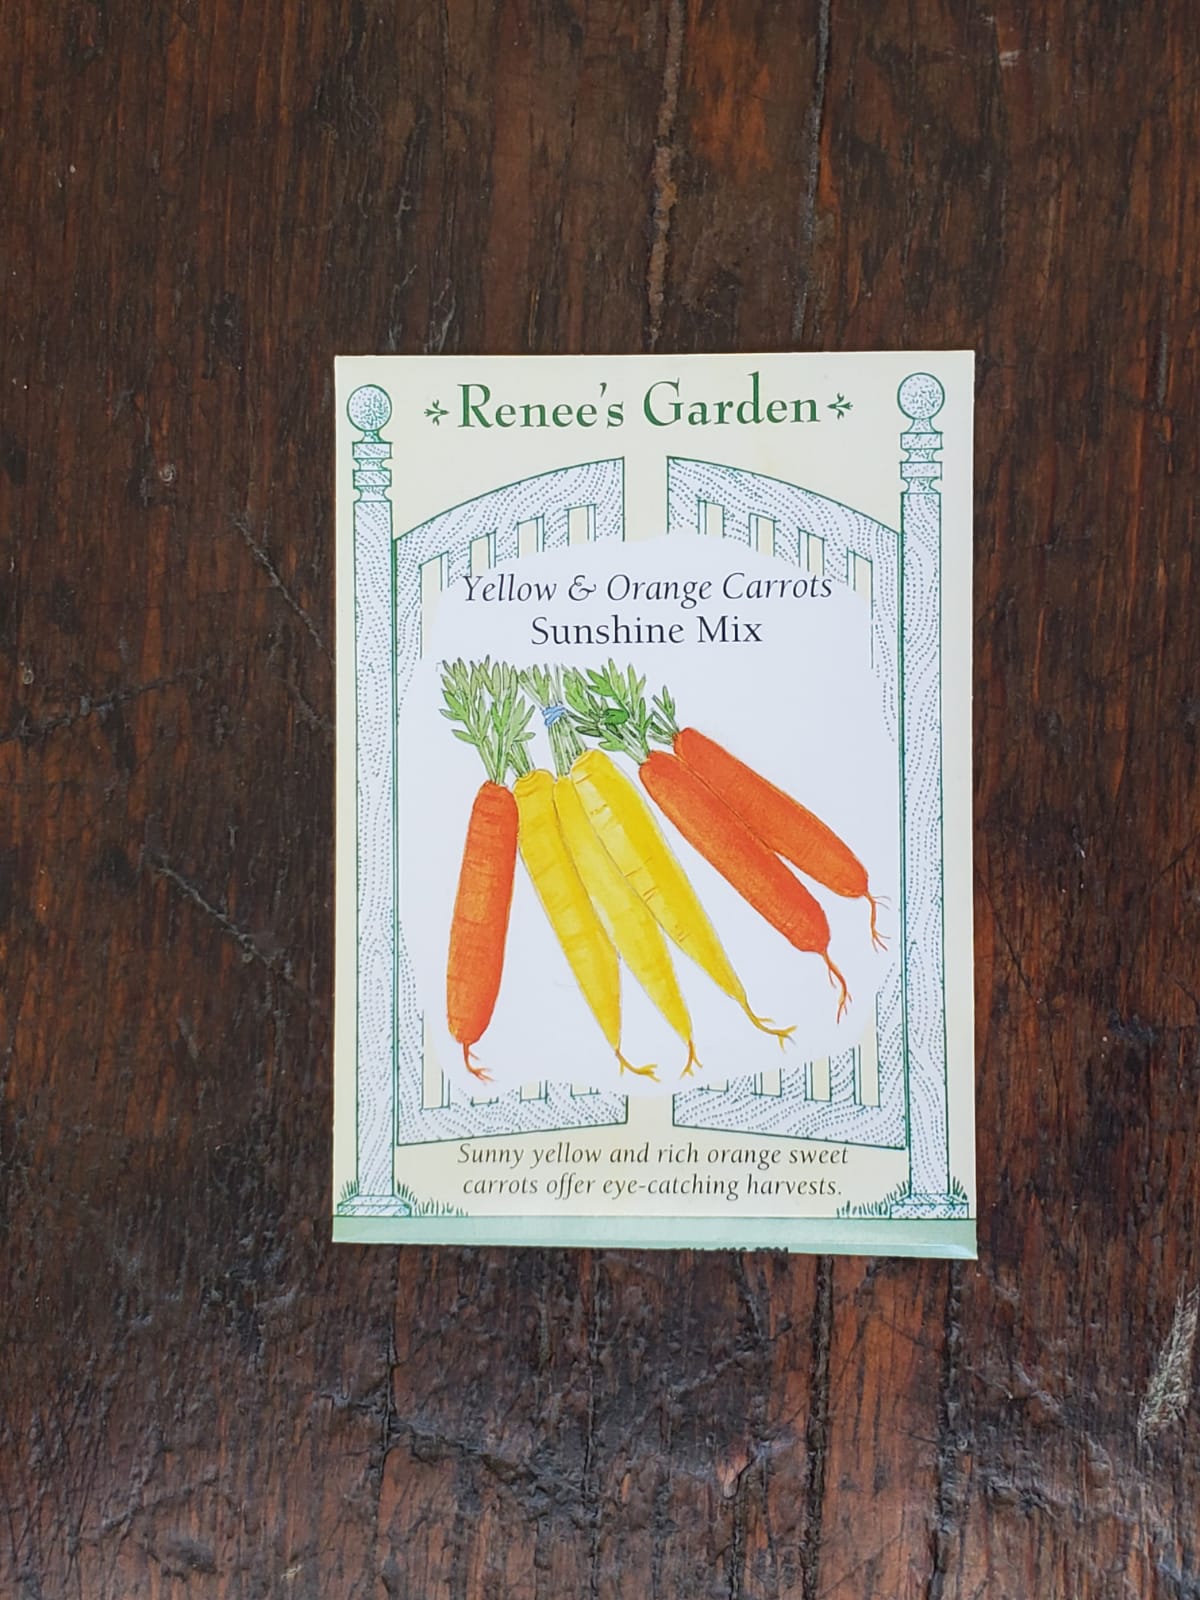 Renee's Garden
Yellow & Orange Carrots
Sunshine Mix
Sunny yellow and rich orange sweet
carrots offer eye-catching harvests.